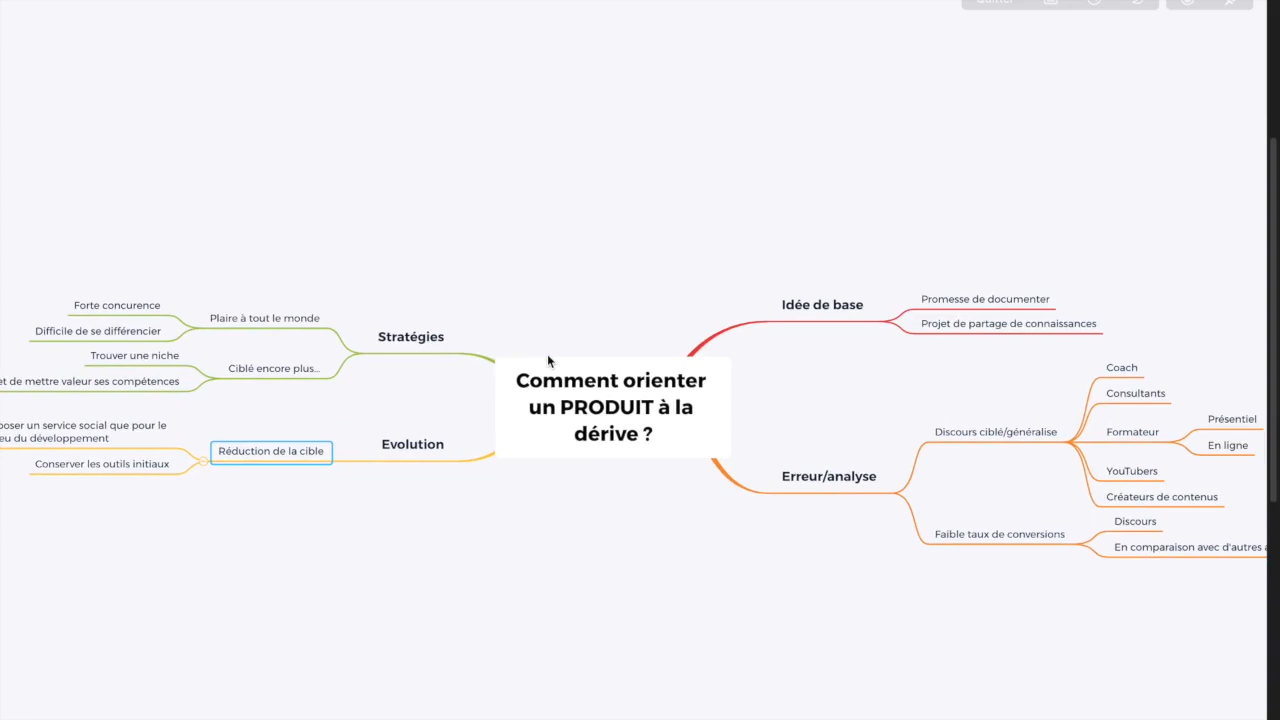 Comment orienter
un PRODUIT à la
dérive ?
Idée de base
Promesse de documenter
Projet de partage de connaissances
Erreur/analyse
Discours ciblé/généralise
Coach
Consultants
Formateur
Présentiel
En ligne
YouTubers
Créateurs de contenus
Faible taux de conversions
Discours
En comparaison avec d'autres
Stratégies
Plaire à tout le monde
Forte concurence
Difficile de se différencier
Ciblé encore plus...
Trouver une niche
et de mettre valeur ses compétences
Evolution
Réduction de la cible
un service social que pour le
du développement
Conserver les outils initiaux